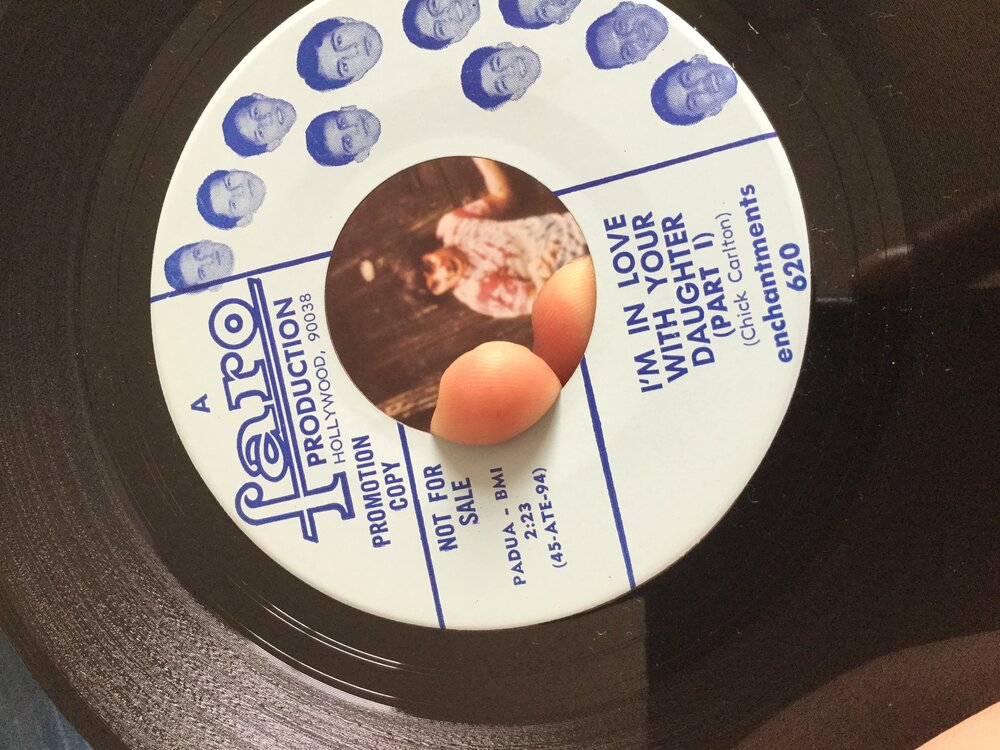 A
faro
PRODUCTION
HOLLYWOOD, 90038
PROMOTION
COPY
NOT FOR
SALE
PADUA - BMI
2:23
(45-ATE-94)
I'M IN LOVE
WITH YOUR
DAUGHTER
(PART I)
(Chick Carlton)
enchantments
620